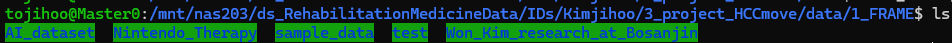 tojihoo@Master0:/mnt/nas203/ds_RehabilitationMedicineData/IDs/Kimjihoo/3_project_HCCmove/data/1_FRAME$ ls
AI_dataset  Nintendo_Therapy  sample_data  test  Won_Kim_research_at_Bosanjin